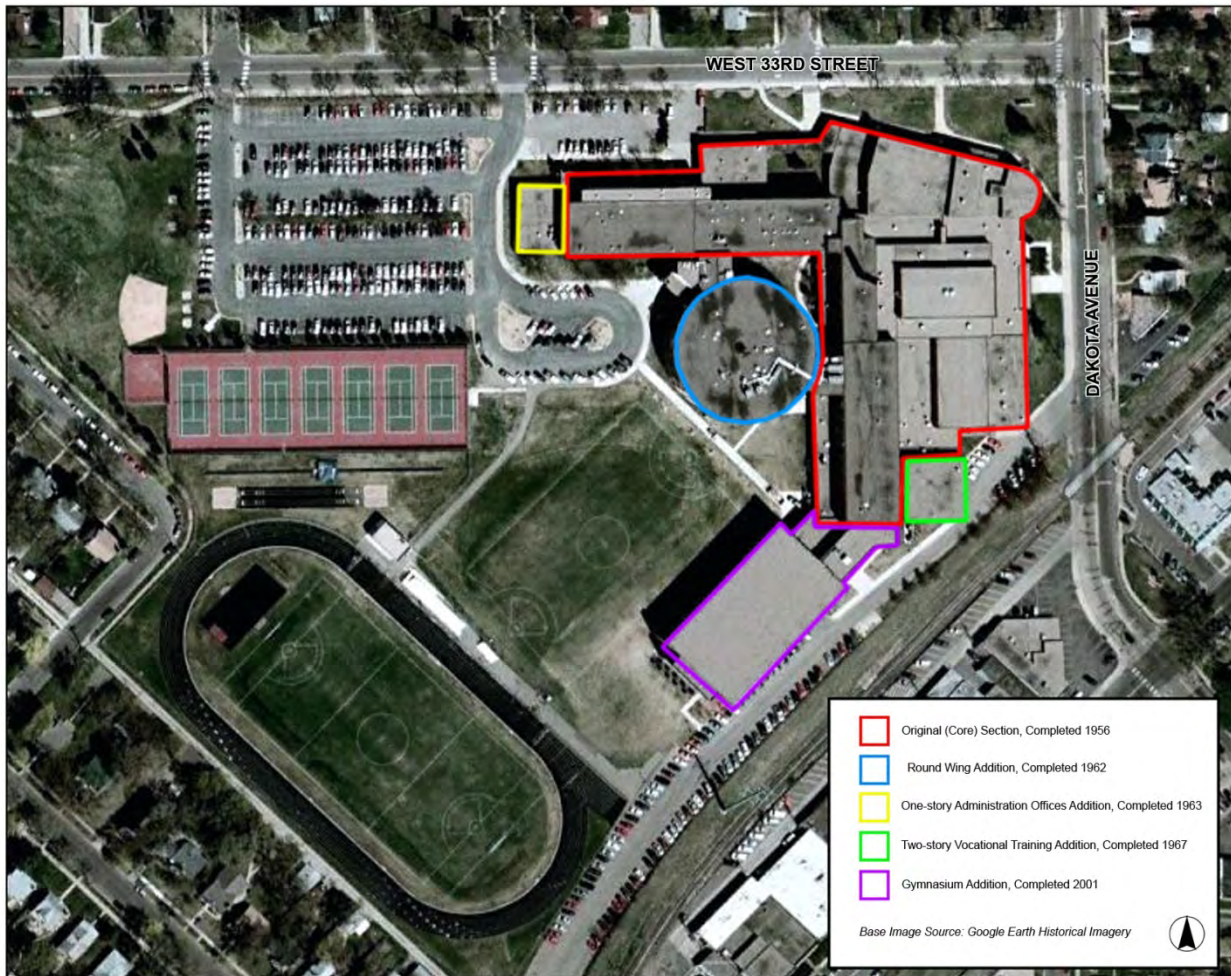 WEST 33RD STREET
DAKOTA AVENUE
Original (Core) Section, Completed 1956
Round Wing Addition, Completed 1962
One-story Administration Offices Addition, Completed 1963
Two-story Vocational Training Addition, Completed 1967
Gymnasium Addition, Completed 2001
Base Image Source: Google Earth Historical Imagery